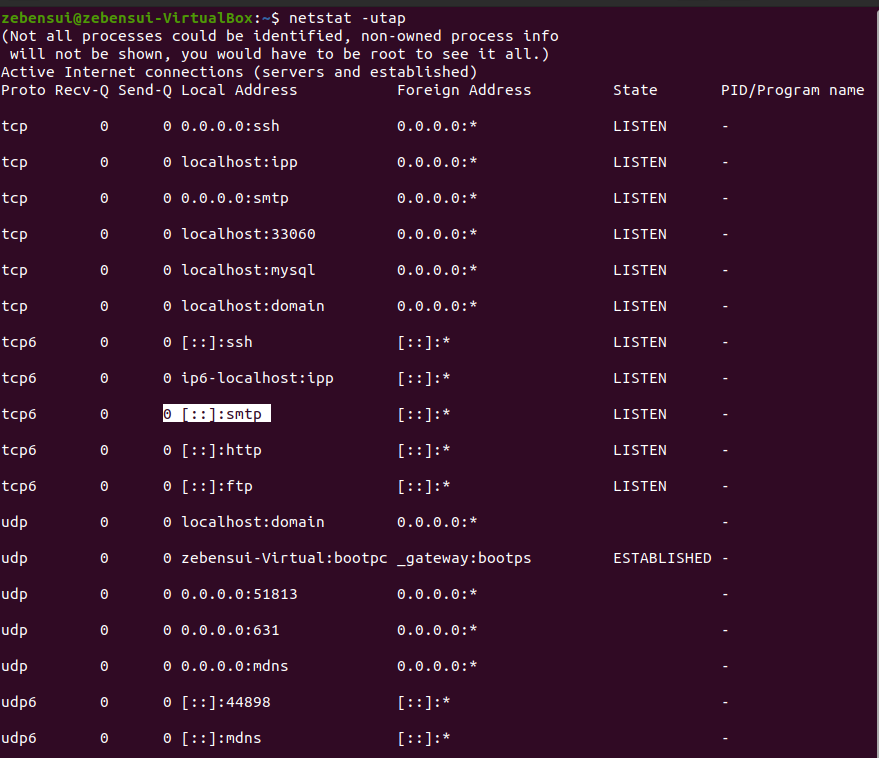 zebensui@zebensui-VirtualBox:~$ netstat -utap
(Not all processes could be identified, non-owned process info
 will not be shown, you would have to be root to see it all.)
Active Internet connections (servers and established)
Proto Recv-Q Send-Q Local Address           Foreign Address         State       PID/Program name
tcp        0      0 0.0.0.0:ssh             0.0.0.0:*               LISTEN      -
tcp        0      0 localhost:ipp           0.0.0.0:*               LISTEN      -
tcp        0      0 0.0.0.0:smtp            0.0.0.0:*               LISTEN      -
tcp        0      0 localhost:33060         0.0.0.0:*               LISTEN      -
tcp        0      0 localhost:mysql         0.0.0.0:*               LISTEN      -
tcp        0      0 localhost:domain        0.0.0.0:*               LISTEN      -
tcp6       0      0 [::]:ssh                [::]:*                  LISTEN      -
tcp6       0      0 ip6-localhost:ipp       [::]:*                  LISTEN      -
tcp6       0      0 [::]:smtp               [::]:*                  LISTEN      -
tcp6       0      0 [::]:http               [::]:*                  LISTEN      -
tcp6       0      0 [::]:ftp                [::]:*                  LISTEN      -
udp        0      0 localhost:domain        0.0.0.0:*                           -
udp        0      0 zebensui-Virtual:bootpc _gateway:bootps         ESTABLISHED -
udp        0      0 0.0.0.0:51813           0.0.0.0:*                           -
udp        0      0 0.0.0.0:631             0.0.0.0:*                           -
udp        0      0 0.0.0.0:mdns            0.0.0.0:*                           -
udp6       0      0 [::]:44898              [::]:*                              -
udp6       0      0 [::]:mdns               [::]:*                              -